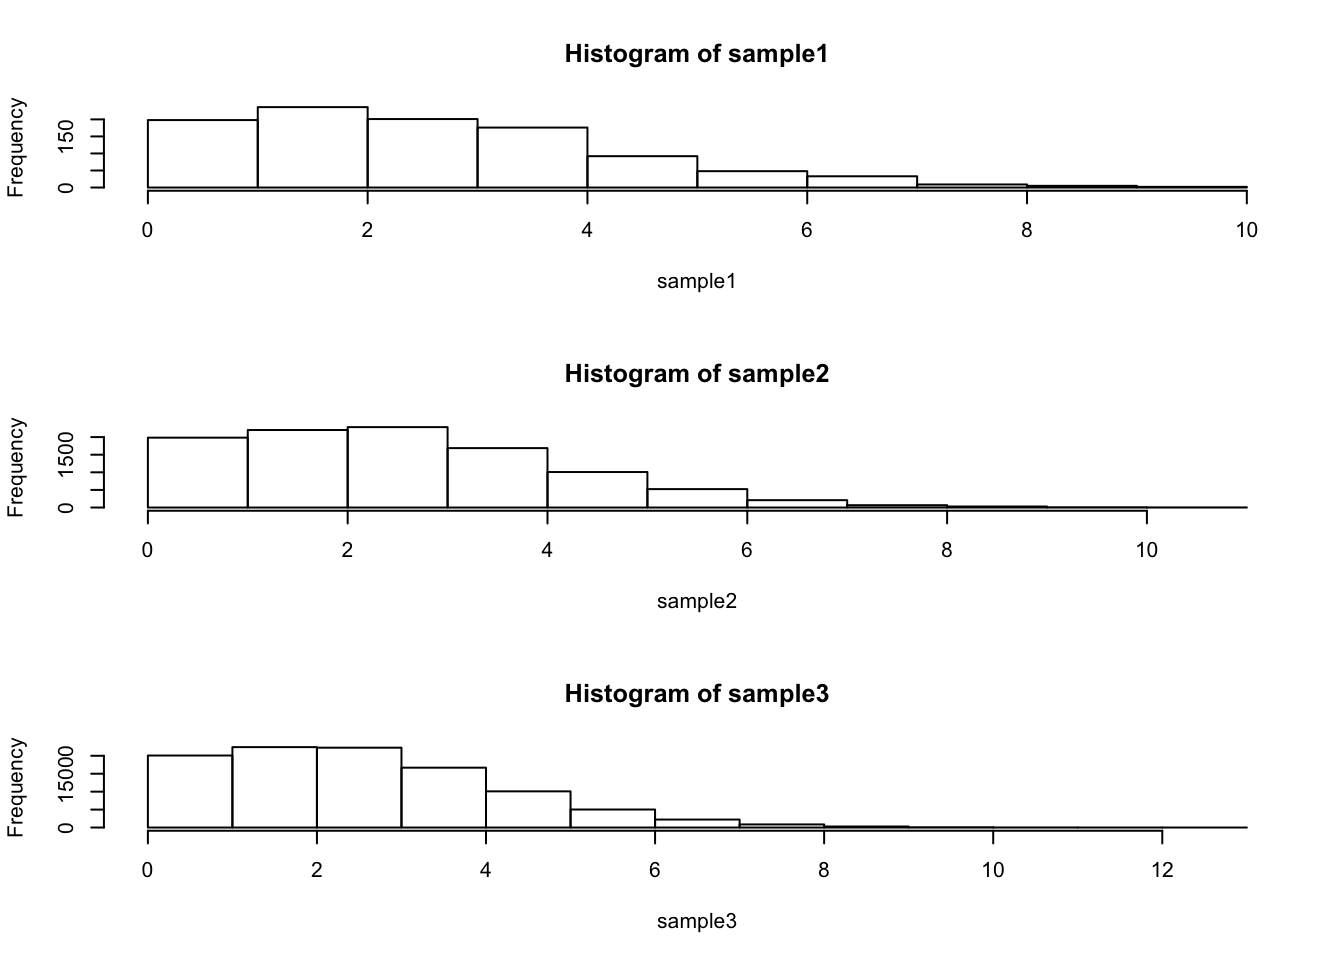 Histogram of sample1
Frequency
150
0
0 2 4 6 8 10
sample1
Histogram of sample2
Frequency
1500
0
0 2 4 6 8 10
sample2
Histogram of sample3
Frequency
15000
0
0 2 4 6 8 10 12
sample3